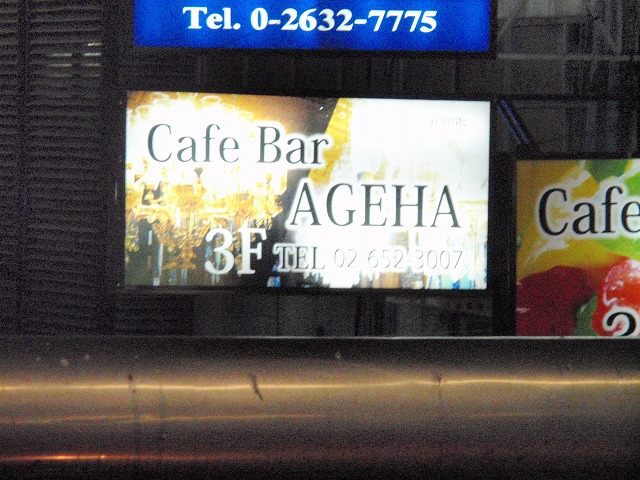 Tel. 0-2632-7775
Cafe Bar
AGEHA
3F TEL 02-652-3007
Cafe